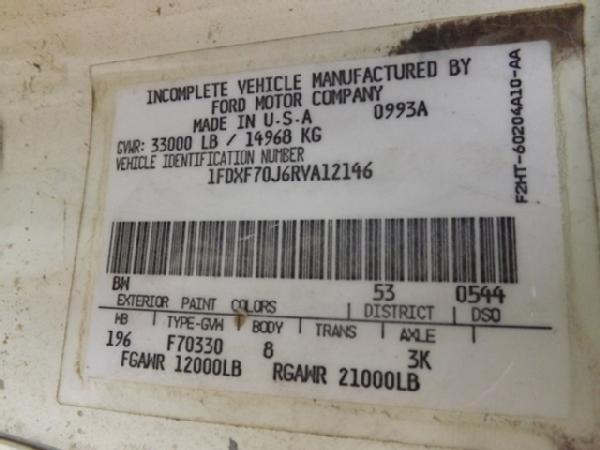 INCOMPLETE VEHICLE MANUFACTURED BY
FORD MOTOR COMPANY
MADE IN U-S-A 0993A
GVWR: 33000 LB / 14968 KG
VEHICLE IDENTIFICATION NUMBER
1FDXF70J6RVA12146
BW 53 0544
EXTERIOR PAINT COLORS DISTRICT DSO
WB TYPE-GVW BODY TRANS AXLE
196 F70330 8 3K
FGAWR 12000LB RGAWR 21000LB
F2HT-60204A10-AA